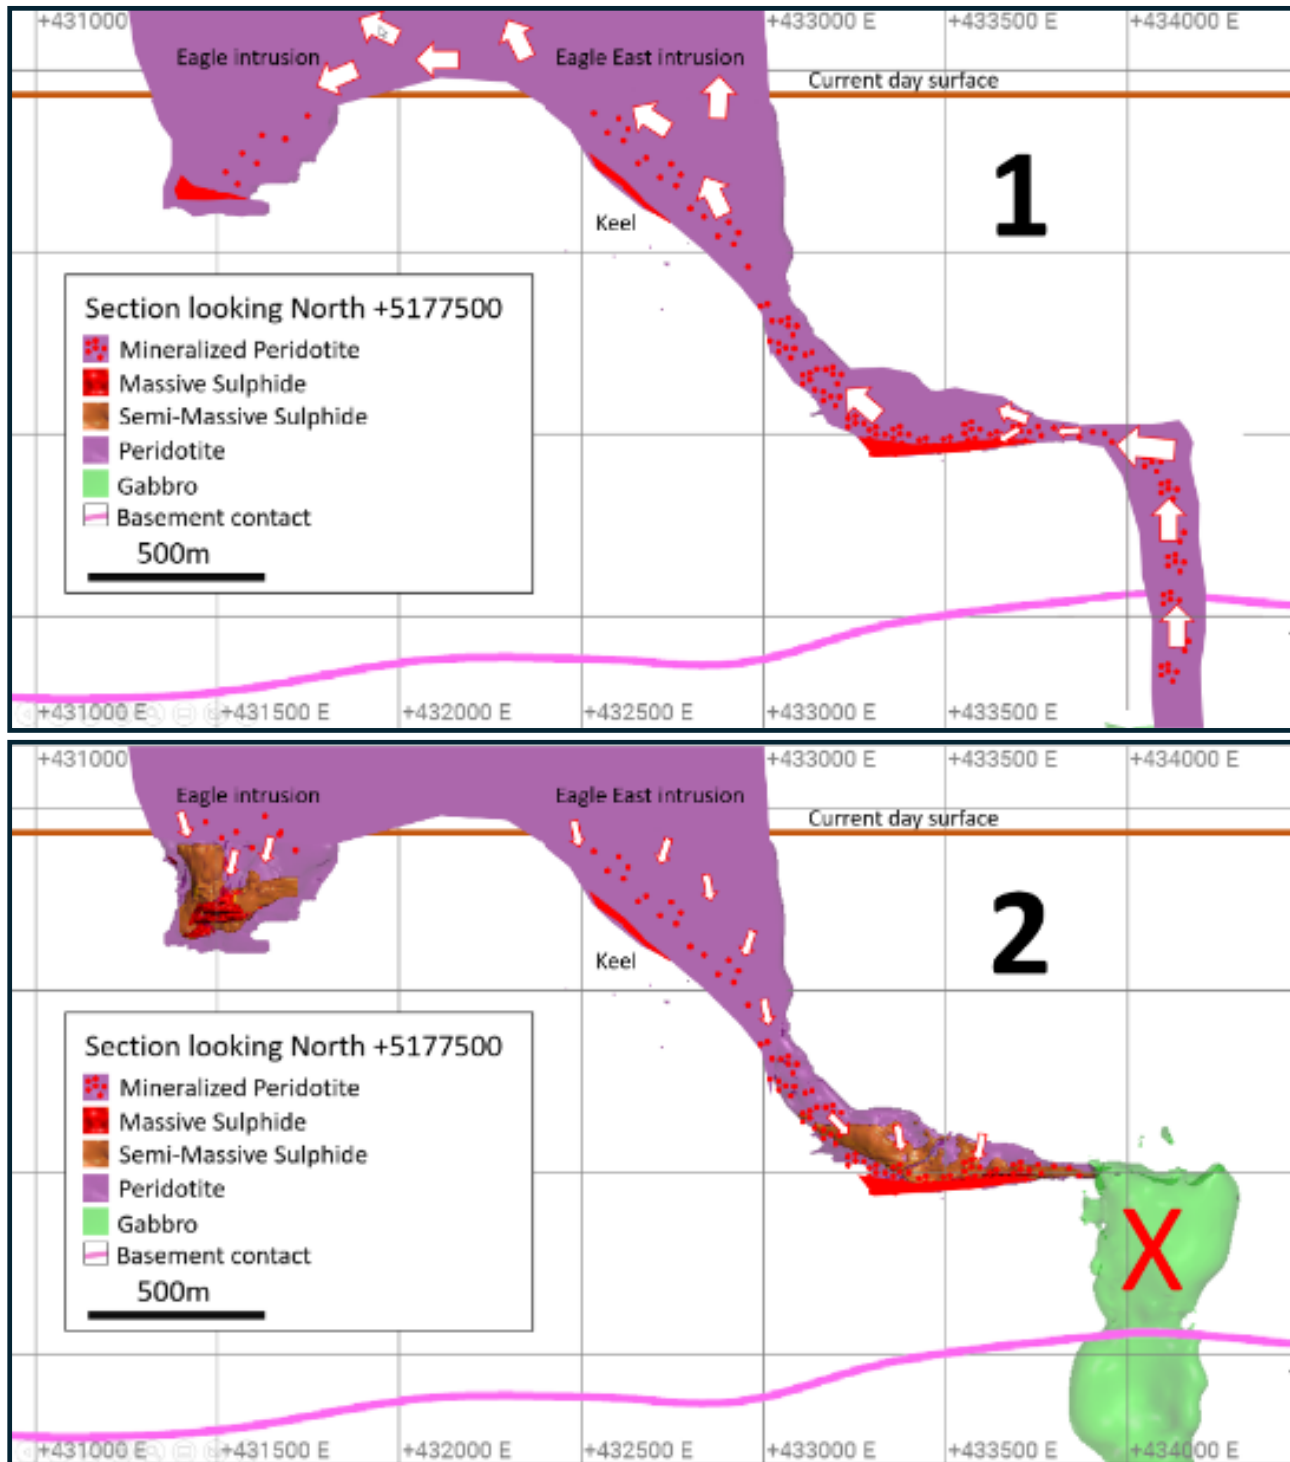 +431000
+433000 E
+433500 E
+434000 E
Eagle intrusion
Eagle East intrusion
Current day surface
1
Keel
Section looking North +5177500
Mineralized Peridotite
Massive Sulphide
Semi-Massive Sulphide
Peridotite
Gabbro
Basement contact
500m
+431000 E
+431500 E
+432000 E
+432500 E
+433000 E
+433500 E
+434000 E
+431000
+433000 E
+433500 E
+434000 E
Eagle intrusion
Eagle East intrusion
Current day surface
2
Keel
Section looking North +5177500
Mineralized Peridotite
Massive Sulphide
Semi-Massive Sulphide
Peridotite
Gabbro
Basement contact
500m
X
+431000 E
+431500 E
+432000 E
+432500 E
+433000 E
+433500 E
+434000 E